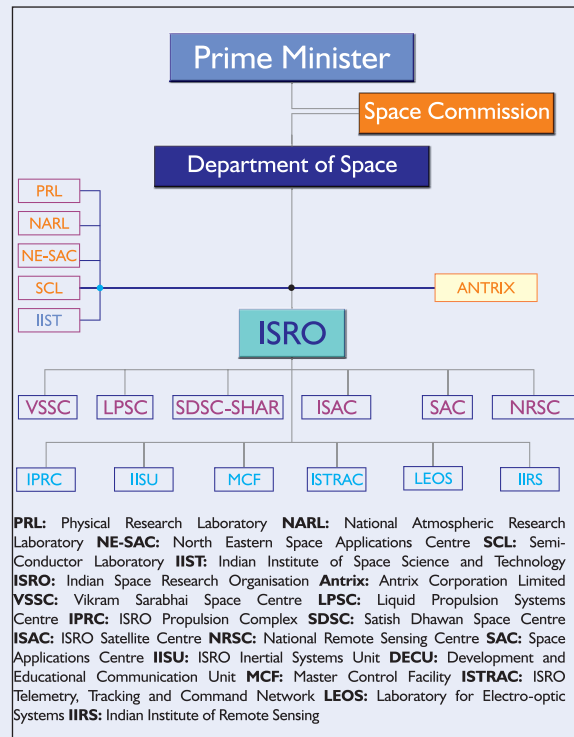 Prime Minister
Space Commission
Department of Space
PRL
NARL
NE-SAC
SCL
IIST
ANTRIX
ISRO
VSSC LPSC SDSC-SHAR ISAC SAC NRSC
IPRC IISU MCF ISTRAC LEOS IIRS
PRL: Physical Research Laboratory NARL: National Atmospheric Research
Laboratory NE-SAC: North Eastern Space Applications Centre SCL: Semi-
Conductor Laboratory IIST: Indian Institute of Space Science and Technology
ISRO: Indian Space Research Organisation Antrix: Antrix Corporation Limited
VSSC: Vikram Sarabhai Space Centre LPSC: Liquid Propulsion Systems
Centre IPRC: ISRO Propulsion Complex SDSC: Satish Dhawan Space Centre
ISAC: ISRO Satellite Centre NRSC: National Remote Sensing Centre SAC: Space
Applications Centre IISU: ISRO Inertial Systems Unit DECU: Development and
Educational Communication Unit MCF: Master Control Facility ISTRAC: ISRO
Telemetry, Tracking and Command Network LEOS: Laboratory for Electro-optic
Systems IIRS: Indian Institute of Remote Sensing